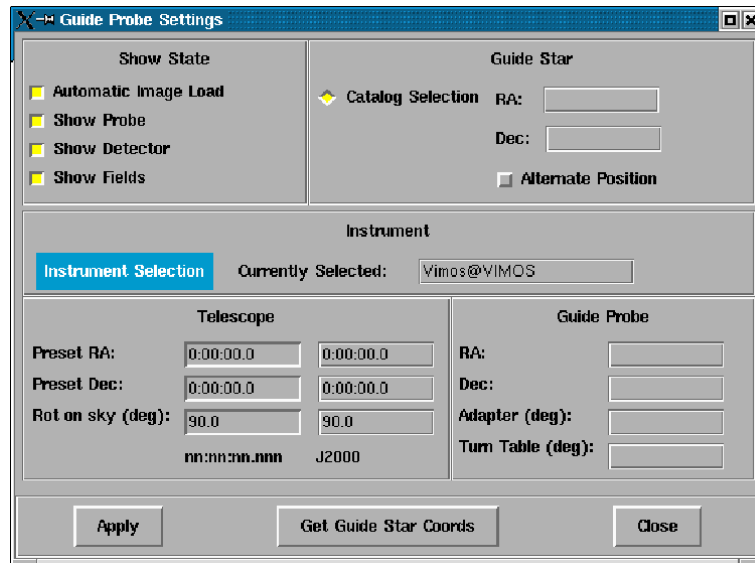 Guide Probe Settings
Show State
Automatic Image Load
Show Probe
Show Detector
Show Fields
Guide Star
Catalog Selection RA:
Dec:
Alternate Position
Instrument
Instrument Selection Currently Selected: Vimos@VIMOS
Telescope
Preset RA: 0:00:00.0 0:00:00.0
Preset Dec: 0:00:00.0 0:00:00.0
Rot on sky (deg): 90.0 90.0
nn:nn:nn.nnn J2000
Guide Probe
RA:
Dec:
Adapter (deg):
Turn Table (deg):
Apply Get Guide Star Coords Close